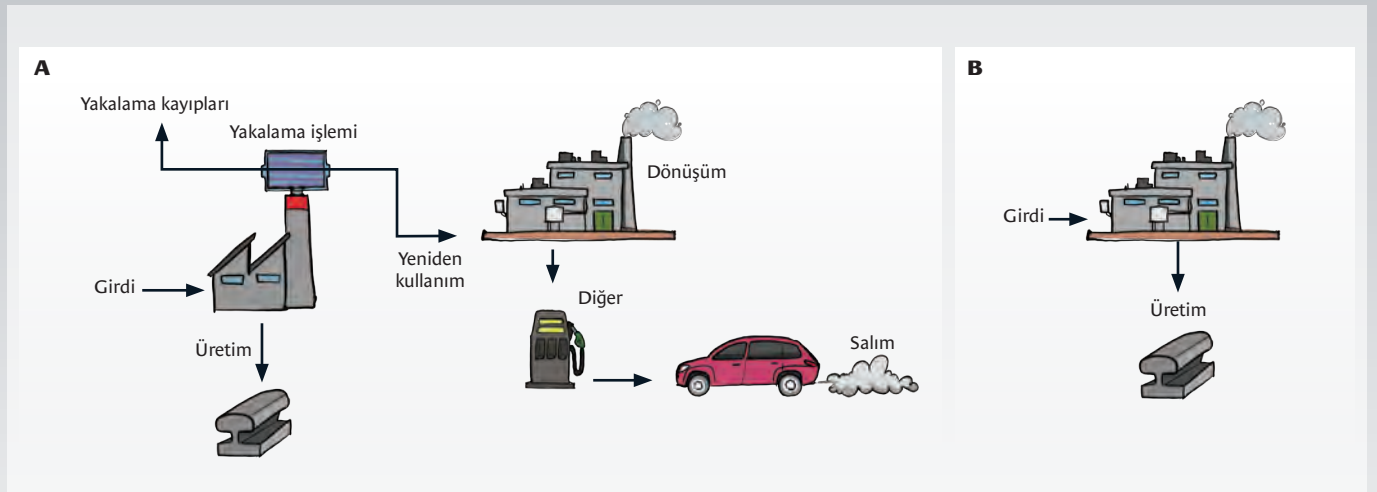 A
Yakalama kayıpları
Yakalama işlemi
Dönüşüm
Yeniden
kullanım
Girdi
Diğer
Üretim
Salım
B
Girdi
Üretim